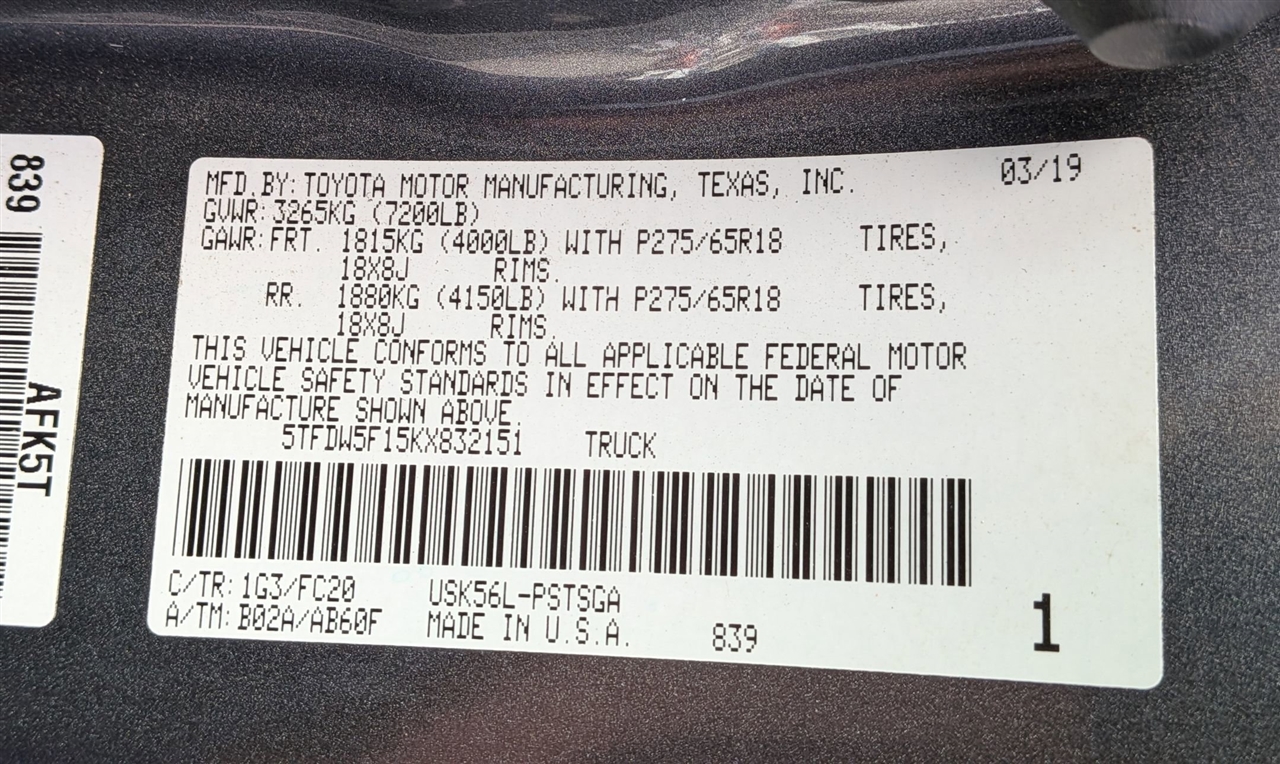 839
AFK5T
MFD.BY: TOYOTA MOTOR MANUFACTURING, TEXAS, INC. 03/19
GVWR: 3265KG (7200LB)
GAWR: FRT. 1815KG (4000LB) WITH P275/65R18 TIRES,
18X8J RIMS.
RR. 1880KG (4150LB) WITH P275/65R18 TIRES,
18X8J RIMS.
THIS VEHICLE CONFORMS TO ALL APPLICABLE FEDERAL MOTOR
VEHICLE SAFETY STANDARDS IN EFFECT ON THE DATE OF
MANUFACTURE SHOWN ABOVE.
5TFDW5F15KX832151 TRUCK
C/TR: 1G3/FC20 USK56L-PSTSGA
A/TM: B02A/AB60F MADE IN U.S.A. 839 1